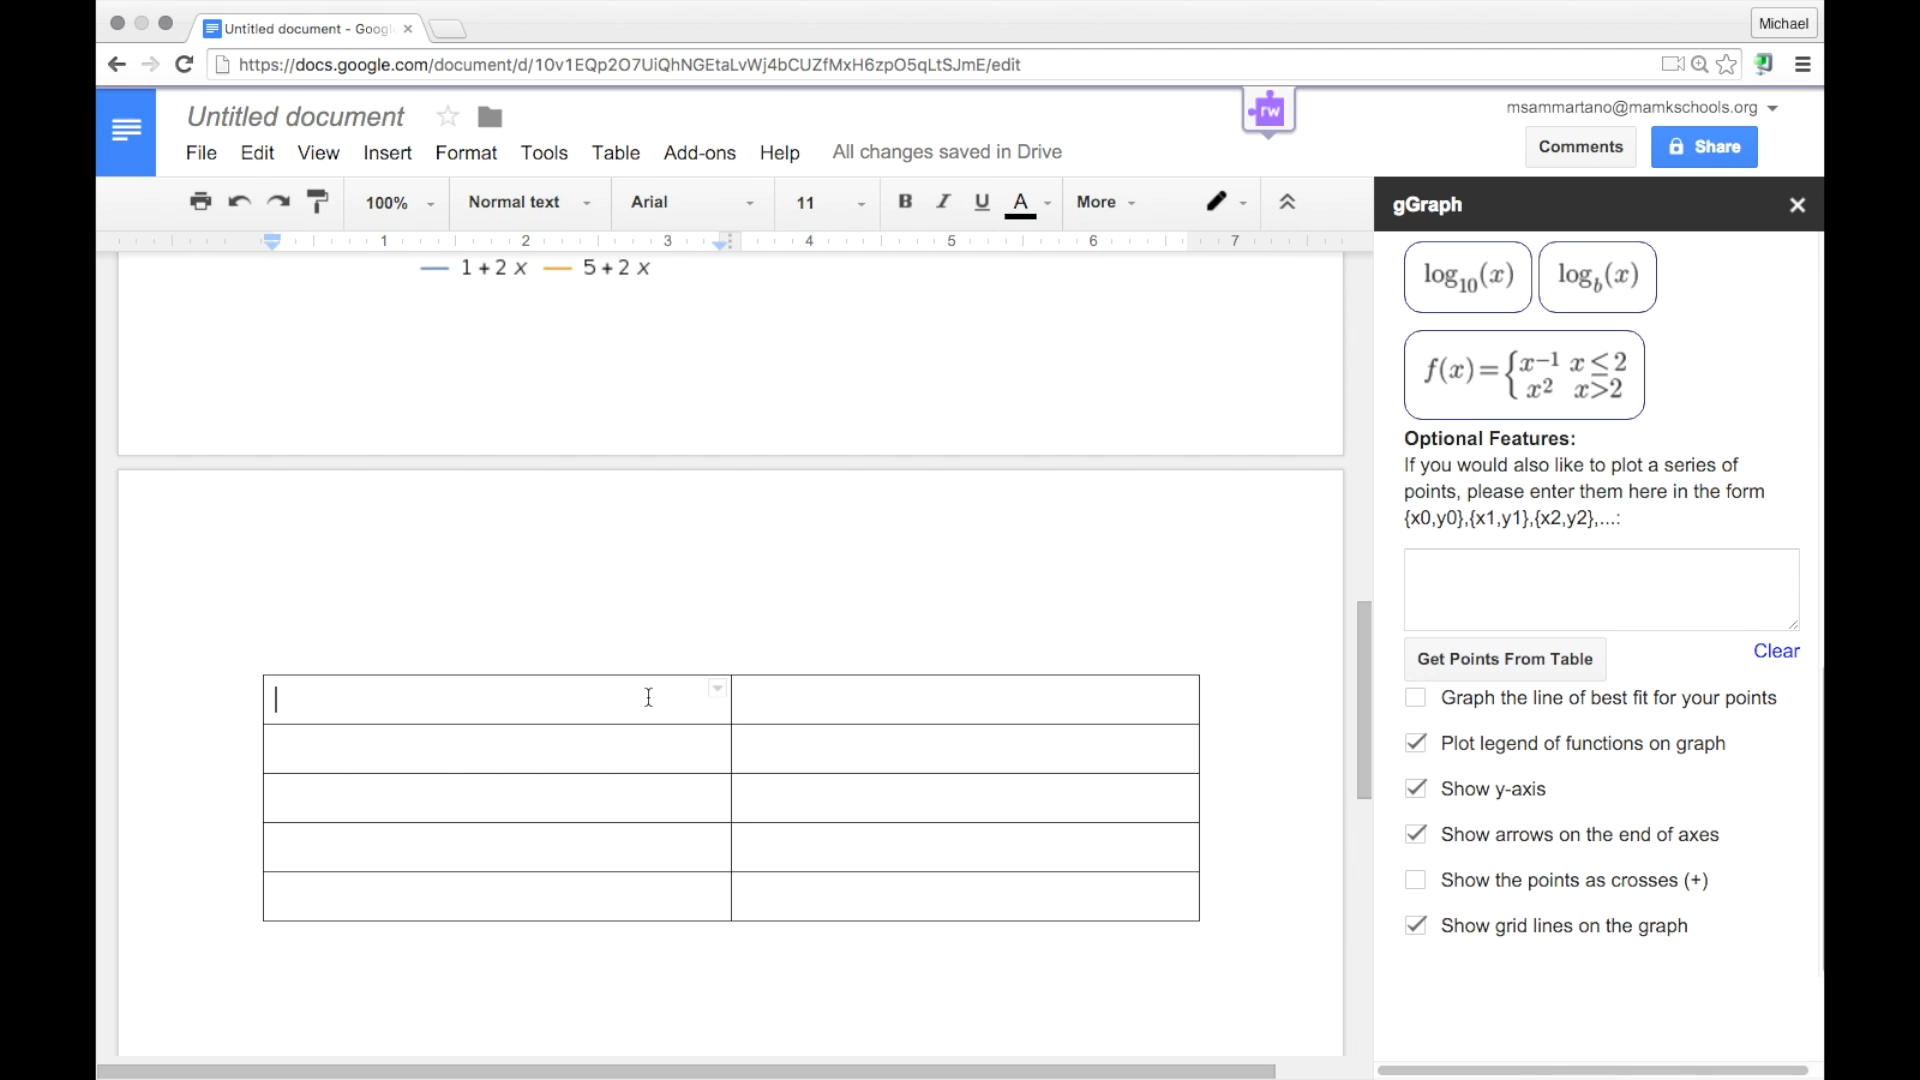 Untitled document - Googl
Michael
https://docs.google.com/document/d/10v1EQp2O7UiQhNGEtaLvWj4bCUZfMxH6zpO5qLtSJmE/edit
Untitled document
rw
msammartano@mamkschools.org
Comments
Share
File Edit View Insert Format Tools Table Add-ons Help All changes saved in Drive
100% Normal text Arial 11 B I U A More
gGraph
1 2 3 4 5 6 7
1+2 x 5+2 x
log₁₀(x) log_b(x)
f(x)={x−1 x≤2
x² x>2
Optional Features:
If you would also like to plot a series of
points, please enter them here in the form
{x0,y0},{x1,y1},{x2,y2},...:
Get Points From Table
Clear
Graph the line of best fit for your points
Plot legend of functions on graph
Show y-axis
Show arrows on the end of axes
Show the points as crosses (+)
Show grid lines on the graph